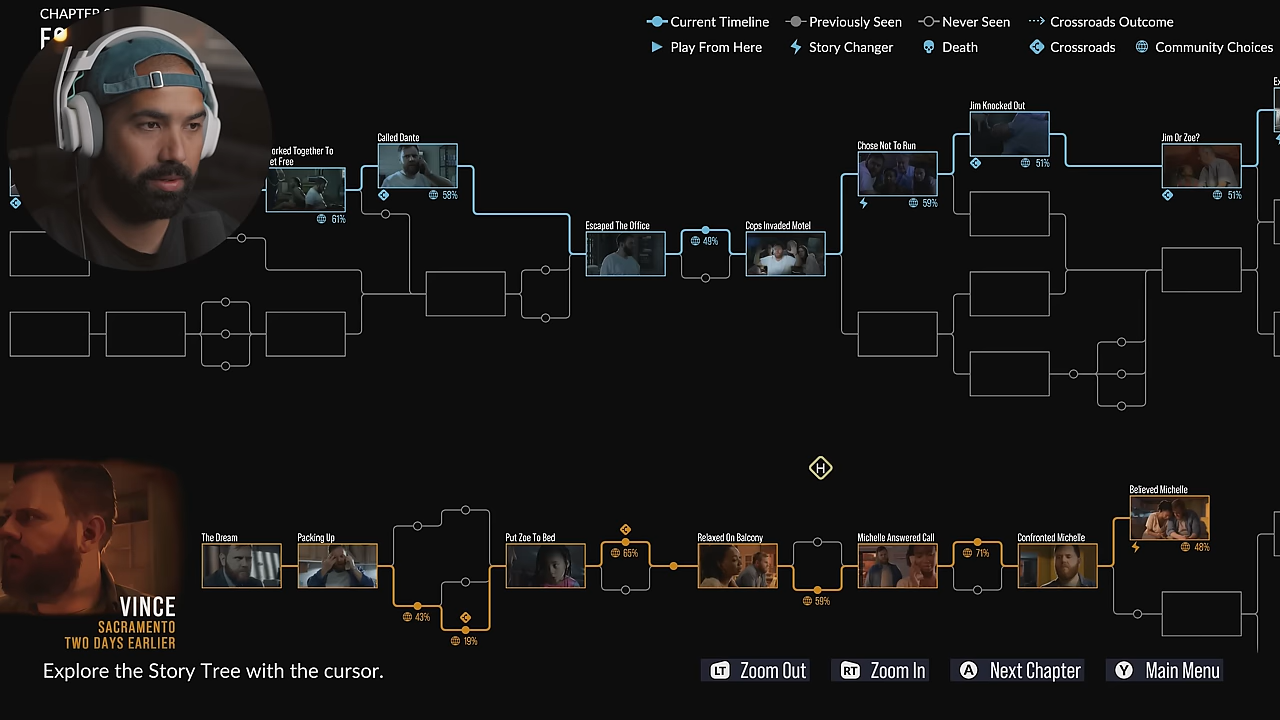 CHAPTER
Current Timeline
Previously Seen
Never Seen
Crossroads Outcome
Play From Here
Story Changer
Death
Crossroads
Community Choices
Jim Knocked Out
Called Dante
Jim Or Zoe?
Chose Not To Run
orked Together To
et Free
58%
51%
51%
59%
61%
Escaped The Office
49%
Cops Invaded Motel
H
Believed Michelle
48%
The Dream
Packing Up
Put Zoe To Bed
65%
Relaxed On Balcony
Michelle Answered Call
71%
Confronted Michelle
59%
43%
19%
VINCE
SACRAMENTO
TWO DAYS EARLIER
Explore the Story Tree with the cursor.
LT Zoom Out
RT Zoom In
A Next Chapter
Y Main Menu